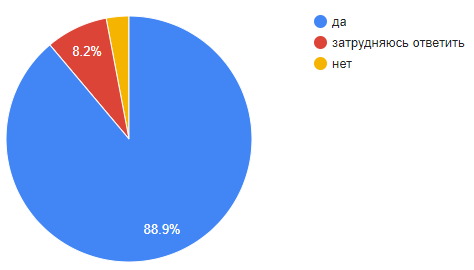 да
затрудняюсь ответить
нет
8.2%
88.9%